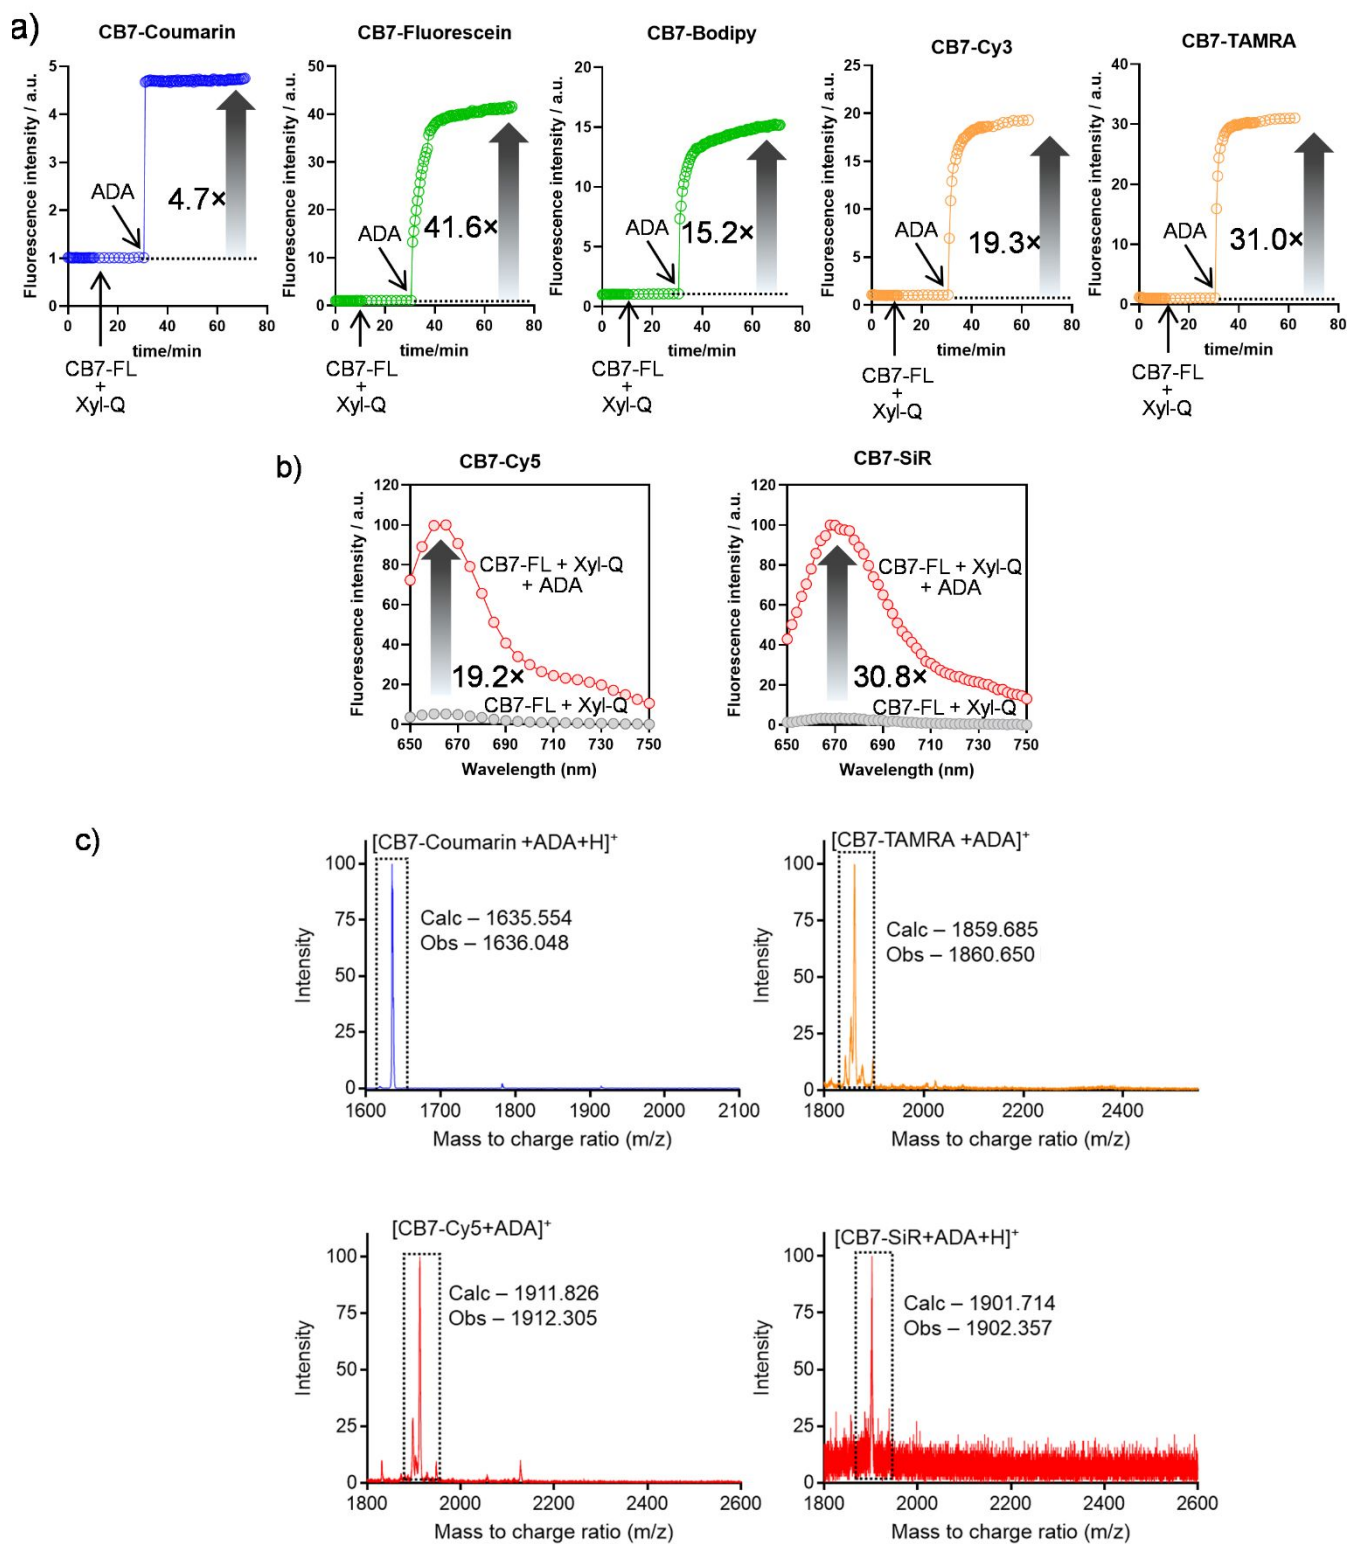 a)
CB7-Coumarin
Fluorescence intensity / a.u.
5
4
3
2
1
0
ADA
4.7×
0 20 40 60 80
time/min
CB7-FL
+
Xyl-Q
CB7-Fluorescein
Fluorescence intensity / a.u.
50
40
30
20
10
0
ADA
41.6×
0 20 40 60 80
time/min
CB7-FL
+
Xyl-Q
CB7-Bodipy
Fluorescence intensity / a.u.
20
15
10
5
0
ADA
15.2×
0 20 40 60 80
time/min
CB7-FL
+
Xyl-Q
CB7-Cy3
Fluorescence intensity / a.u.
25
20
15
10
5
0
ADA
19.3×
0 20 40 60 80
time/min
CB7-FL
+
Xyl-Q
CB7-TAMRA
Fluorescence intensity / a.u.
40
30
20
10
0
ADA
31.0×
0 20 40 60 80
time/min
CB7-FL
+
Xyl-Q
b)
CB7-Cy5
Fluorescence intensity / a.u.
120
100
80
60
40
20
0
CB7-FL + Xyl-Q
+ ADA
19.2×
CB7-FL + Xyl-Q
650 670 690 710 730 750
Wavelength (nm)
CB7-SiR
Fluorescence intensity / a.u.
120
100
80
60
40
20
0
CB7-FL + Xyl-Q
+ ADA
30.8×
CB7-FL + Xyl-Q
650 670 690 710 730 750
Wavelength (nm)
c)
[CB7-Coumarin +ADA+H]⁺
Intensity
100
75
50
25
0
Calc – 1635.554
Obs – 1636.048
1600 1700 1800 1900 2000 2100
Mass to charge ratio (m/z)
[CB7-TAMRA +ADA]⁺
Intensity
100
75
50
25
0
Calc – 1859.685
Obs – 1860.650
1800 2000 2200 2400
Mass to charge ratio (m/z)
[CB7-Cy5+ADA]⁺
Intensity
100
75
50
25
0
Calc – 1911.826
Obs – 1912.305
1800 2000 2200 2400 2600
Mass to charge ratio (m/z)
[CB7-SiR+ADA+H]⁺
Intensity
100
75
50
25
0
Calc – 1901.714
Obs – 1902.357
1800 2000 2200 2400 2600
Mass to charge ratio (m/z)